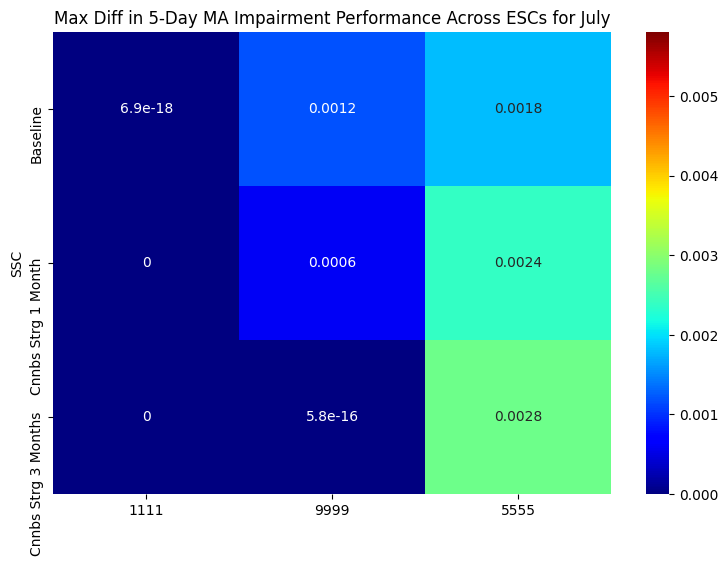 Max Diff in 5-Day MA Impairment Performance Across ESCs for July
SSC
Baseline
6.9e-18 0.0012 0.0018
Cnnbs Strg 1 Month
0 0.0006 0.0024
Cnnbs Strg 3 Months
0 5.8e-16 0.0028
1111 9999 5555
0.005
0.004
0.003
0.002
0.001
0.000